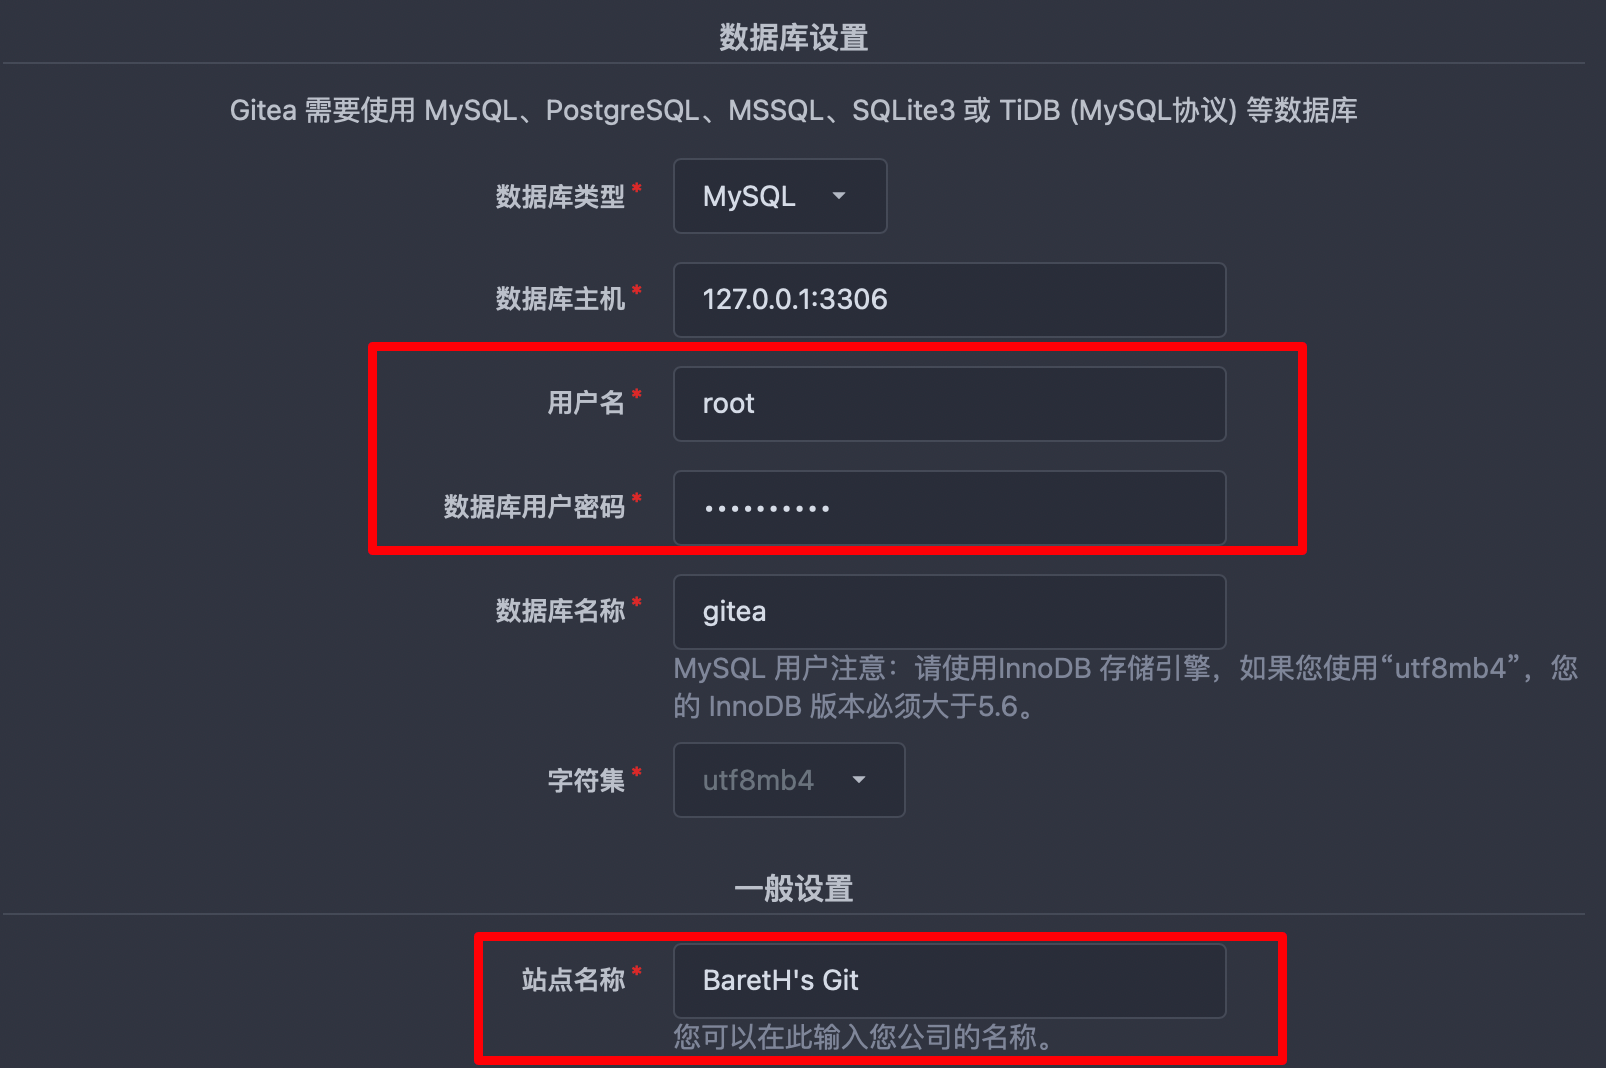 数据库设置
Gitea 需要使用 MySQL、PostgreSQL、MSSQL、SQLite3 或 TiDB (MySQL协议) 等数据库
数据库类型* MySQL
数据库主机* 127.0.0.1:3306
用户名* root
数据库用户密码* ••••••••••
数据库名称* gitea
MySQL 用户注意：请使用InnoDB 存储引擎，如果您使用“utf8mb4”，您
的 InnoDB 版本必须大于5.6。
字符集* utf8mb4
一般设置
站点名称* BaretH's Git
您可以在此输入您公司的名称。